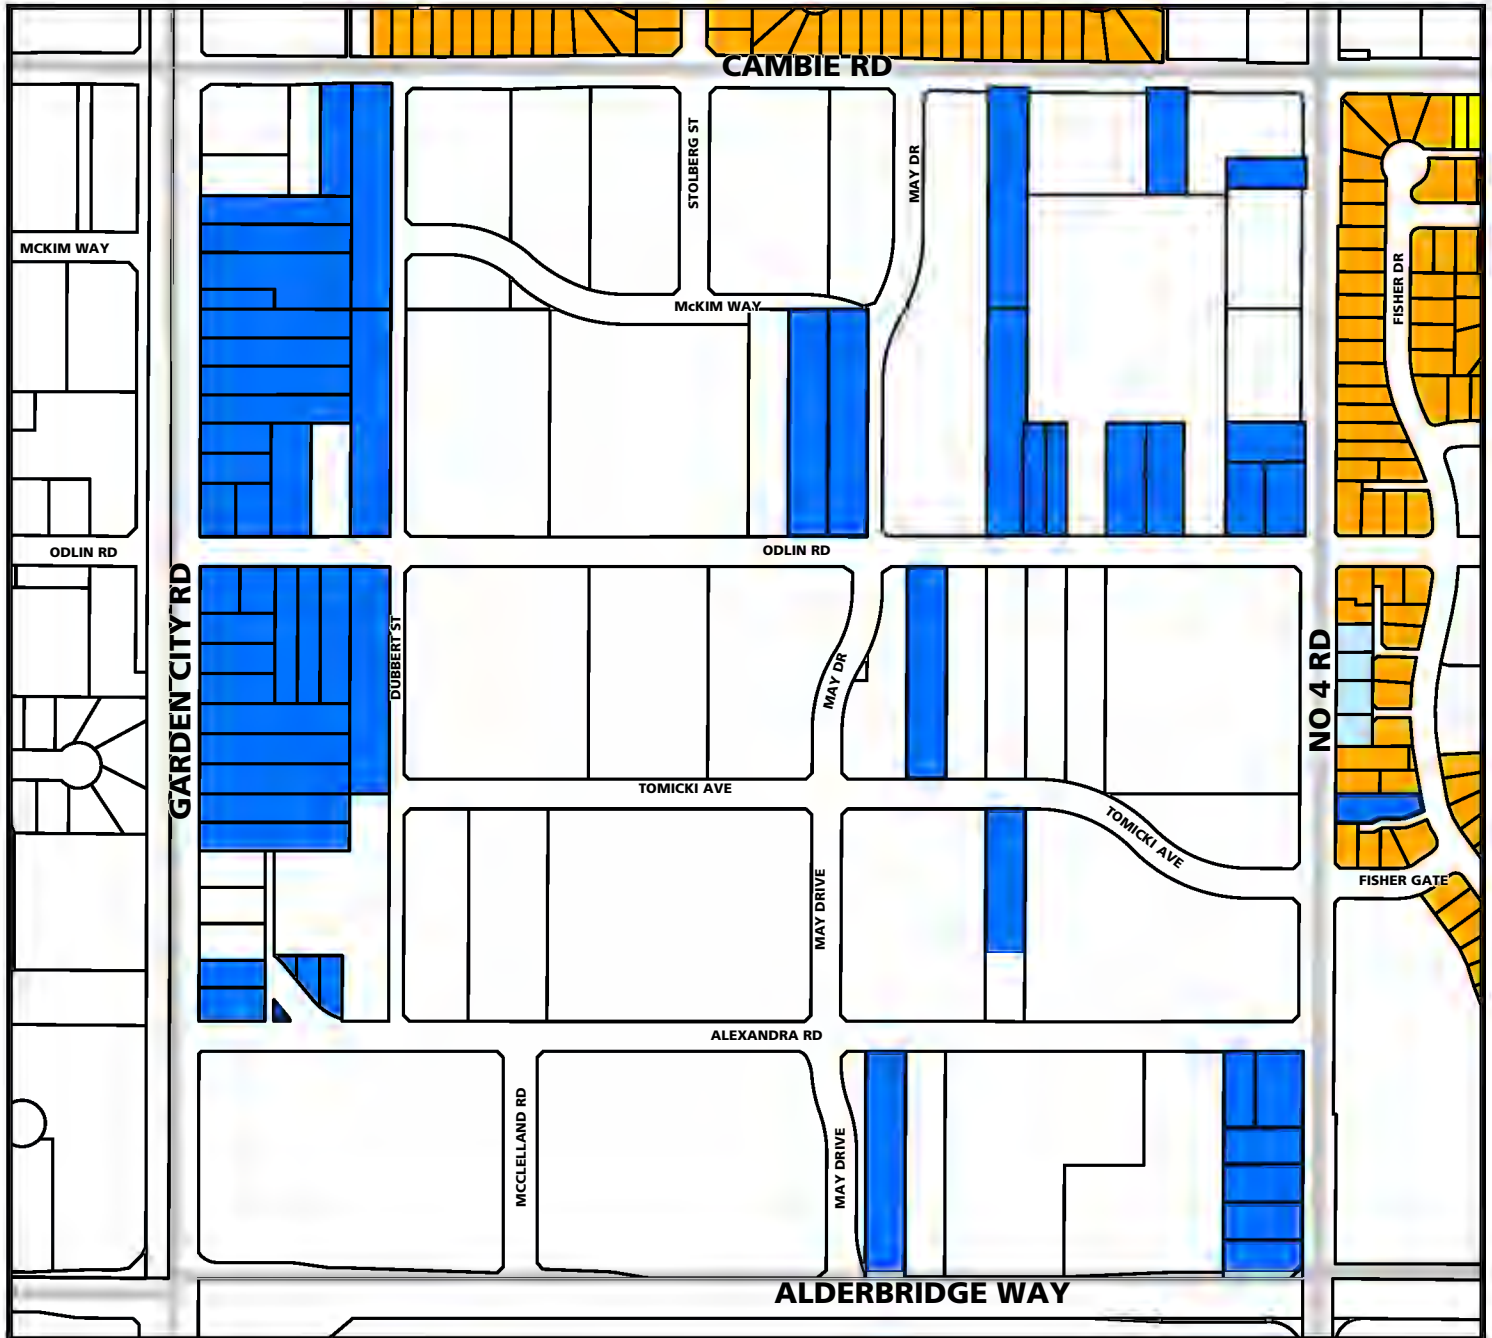 CAMBIE RD
STOLBERG ST
MAY DR
MCKIM WAY
FISHER DR
McKIM WAY
ODLIN RD
ODLIN RD
GARDEN CITY RD
DUBBERT ST
MAY DR
NO 4 RD
TOMICKI AVE
TOMICKI AVE
MAY DRIVE
FISHER GATE
ALEXANDRA RD
MCCLELLAND RD
MAY DRIVE
ALDERBRIDGE WAY